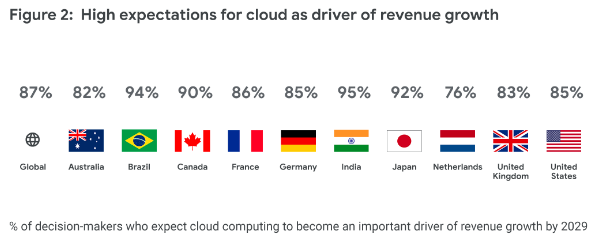 Figure 2: High expectations for cloud as driver of revenue growth
87% 82% 94% 90% 86% 85% 95% 92% 76% 83% 85%
Global Australia Brazil Canada France Germany India Japan Netherlands United Kingdom United States
% of decision-makers who expect cloud computing to become an important driver of revenue growth by 2029